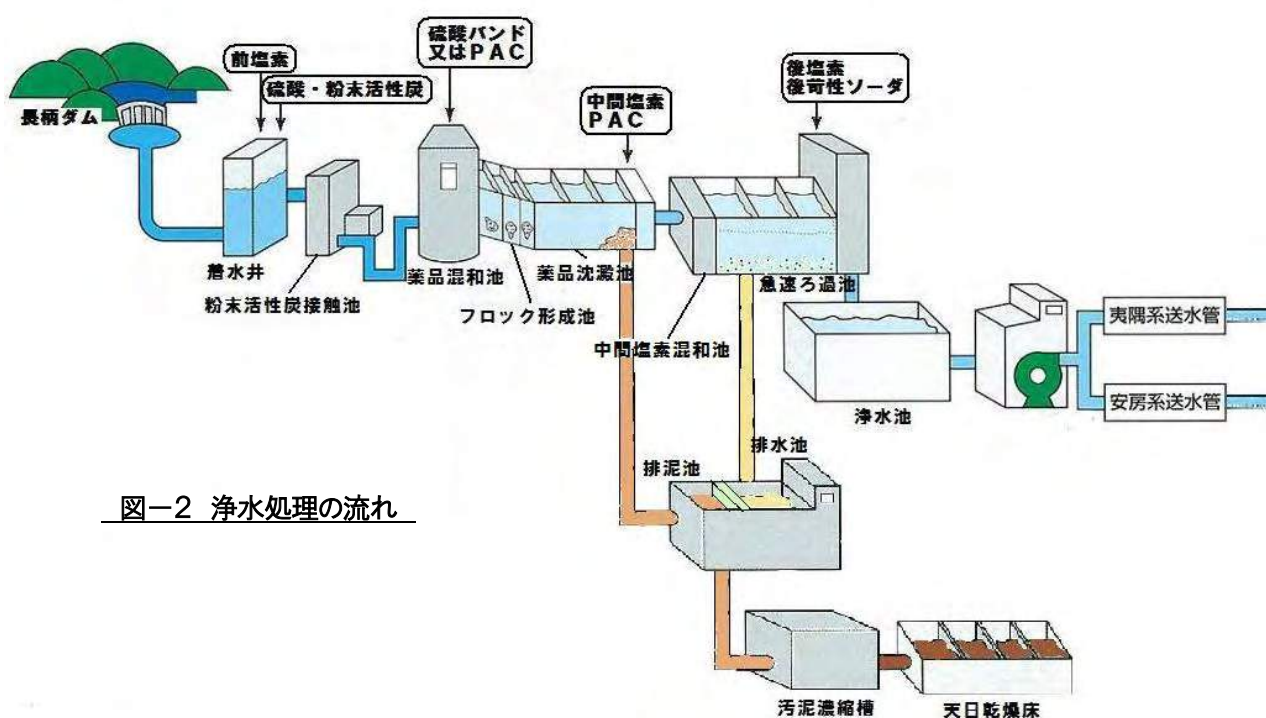 硫酸バンド
又はPAC
前塩素
硫酸・粉末活性炭
後塩素
後苛性ソーダ
中間塩素
PAC
長柄ダム
着水井
粉末活性炭接触池
薬品混和池
フロック形成池
薬品沈澱池
急速ろ過池
中間塩素混和池
浄水池
夷隅系送水管
安房系送水管
排泥池
排水池
図－2 浄水処理の流れ
汚泥濃縮槽
天日乾燥床